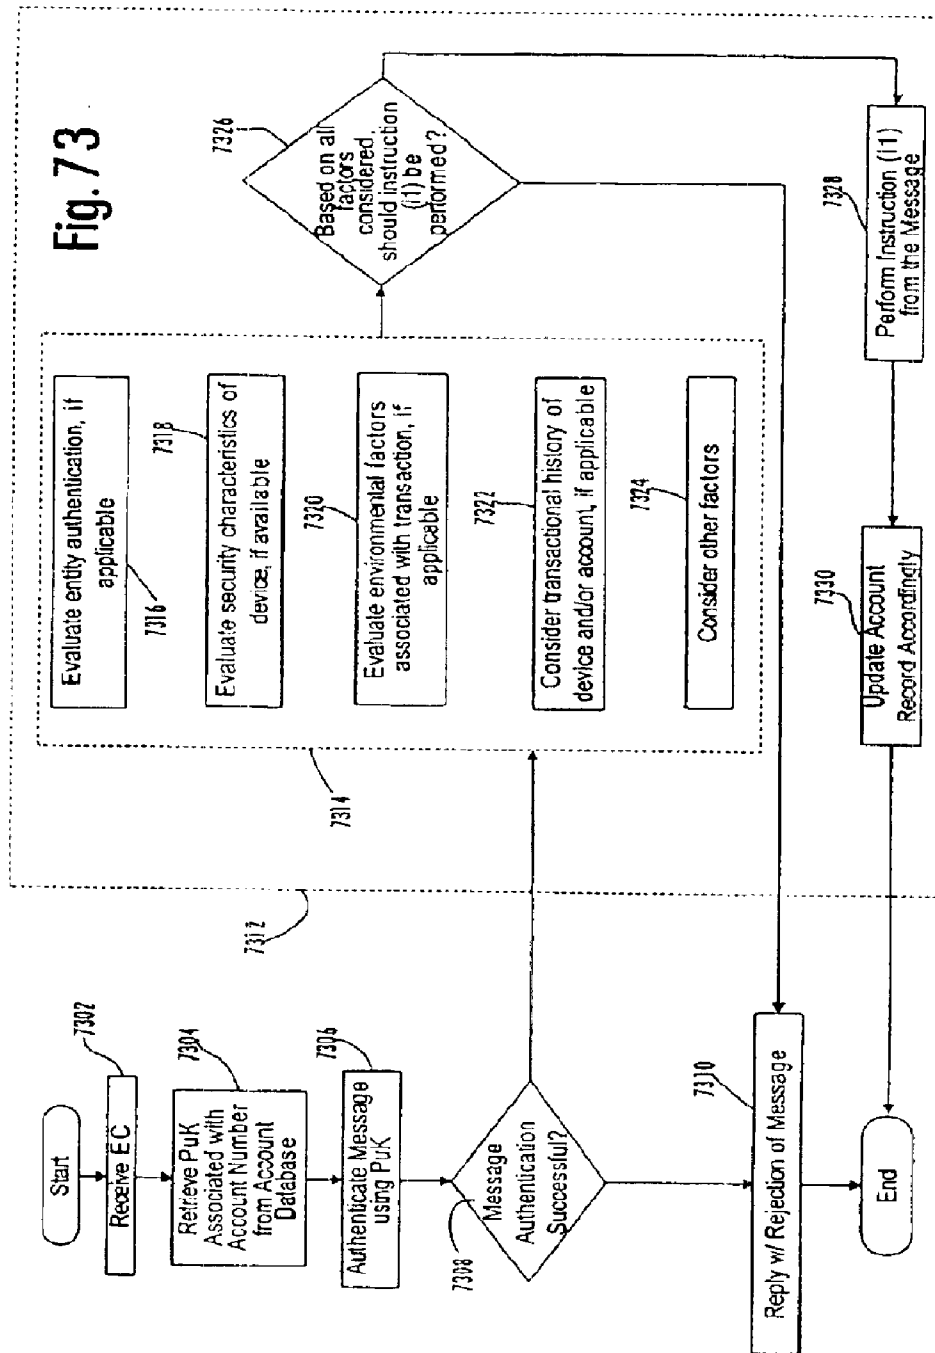 Fig.73
Start
7302
Receive EC
7304
Retrieve PuK
Associated with
Account Number
from Account
Database
7306
Authenticate Message
using PuK
7308
Message
Authentication
Successful?
7310
Reply w/ Rejection of Message
End
7312
7314
Evaluate entity authentication, if
applicable
7316
Evaluate security characteristics of
device, if available
7318
Evaluate environmental factors
associated with transaction, if
applicable
7320
Consider transactional history of
device and/or account, if applicable
7322
Consider other factors
7324
Based on all
factors
considered,
should instruction
(i1) be
performed?
7326
Perform Instruction (i1)
from the Message
7328
Update Account
Record Accordingly
7330